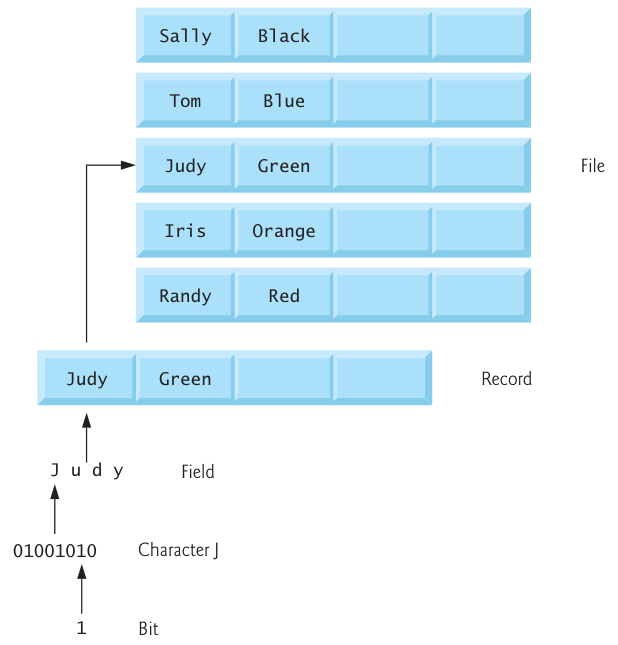 Sally Black
Tom Blue
Judy Green File
Iris Orange
Randy Red
Judy Green Record
J u d y Field
01001010 Character J
1 Bit